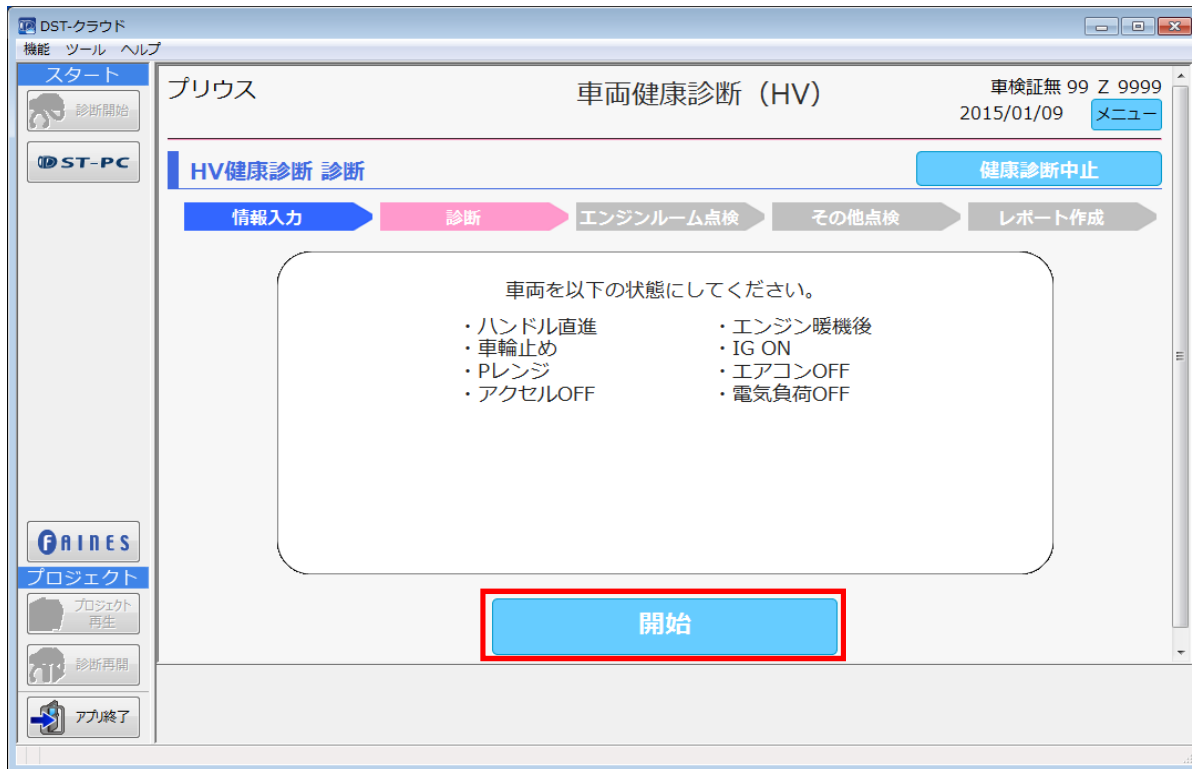 DST-クラウド
機能 ツール ヘルプ
スタート
診断開始
DST-PC
FAINES
プロジェクト
プロジェクト
再生
診断再開
アプリ終了
プリウス
車両健康診断（HV）
車検証無 99 Z 9999
2015/01/09
メニュー
HV健康診断 診断
健康診断中止
情報入力
診断
エンジンルーム点検
その他点検
レポート作成
車両を以下の状態にしてください。
・ハンドル直進
・車輪止め
・Pレンジ
・アクセルOFF
・エンジン暖機後
・IG ON
・エアコンOFF
・電気負荷OFF
開始